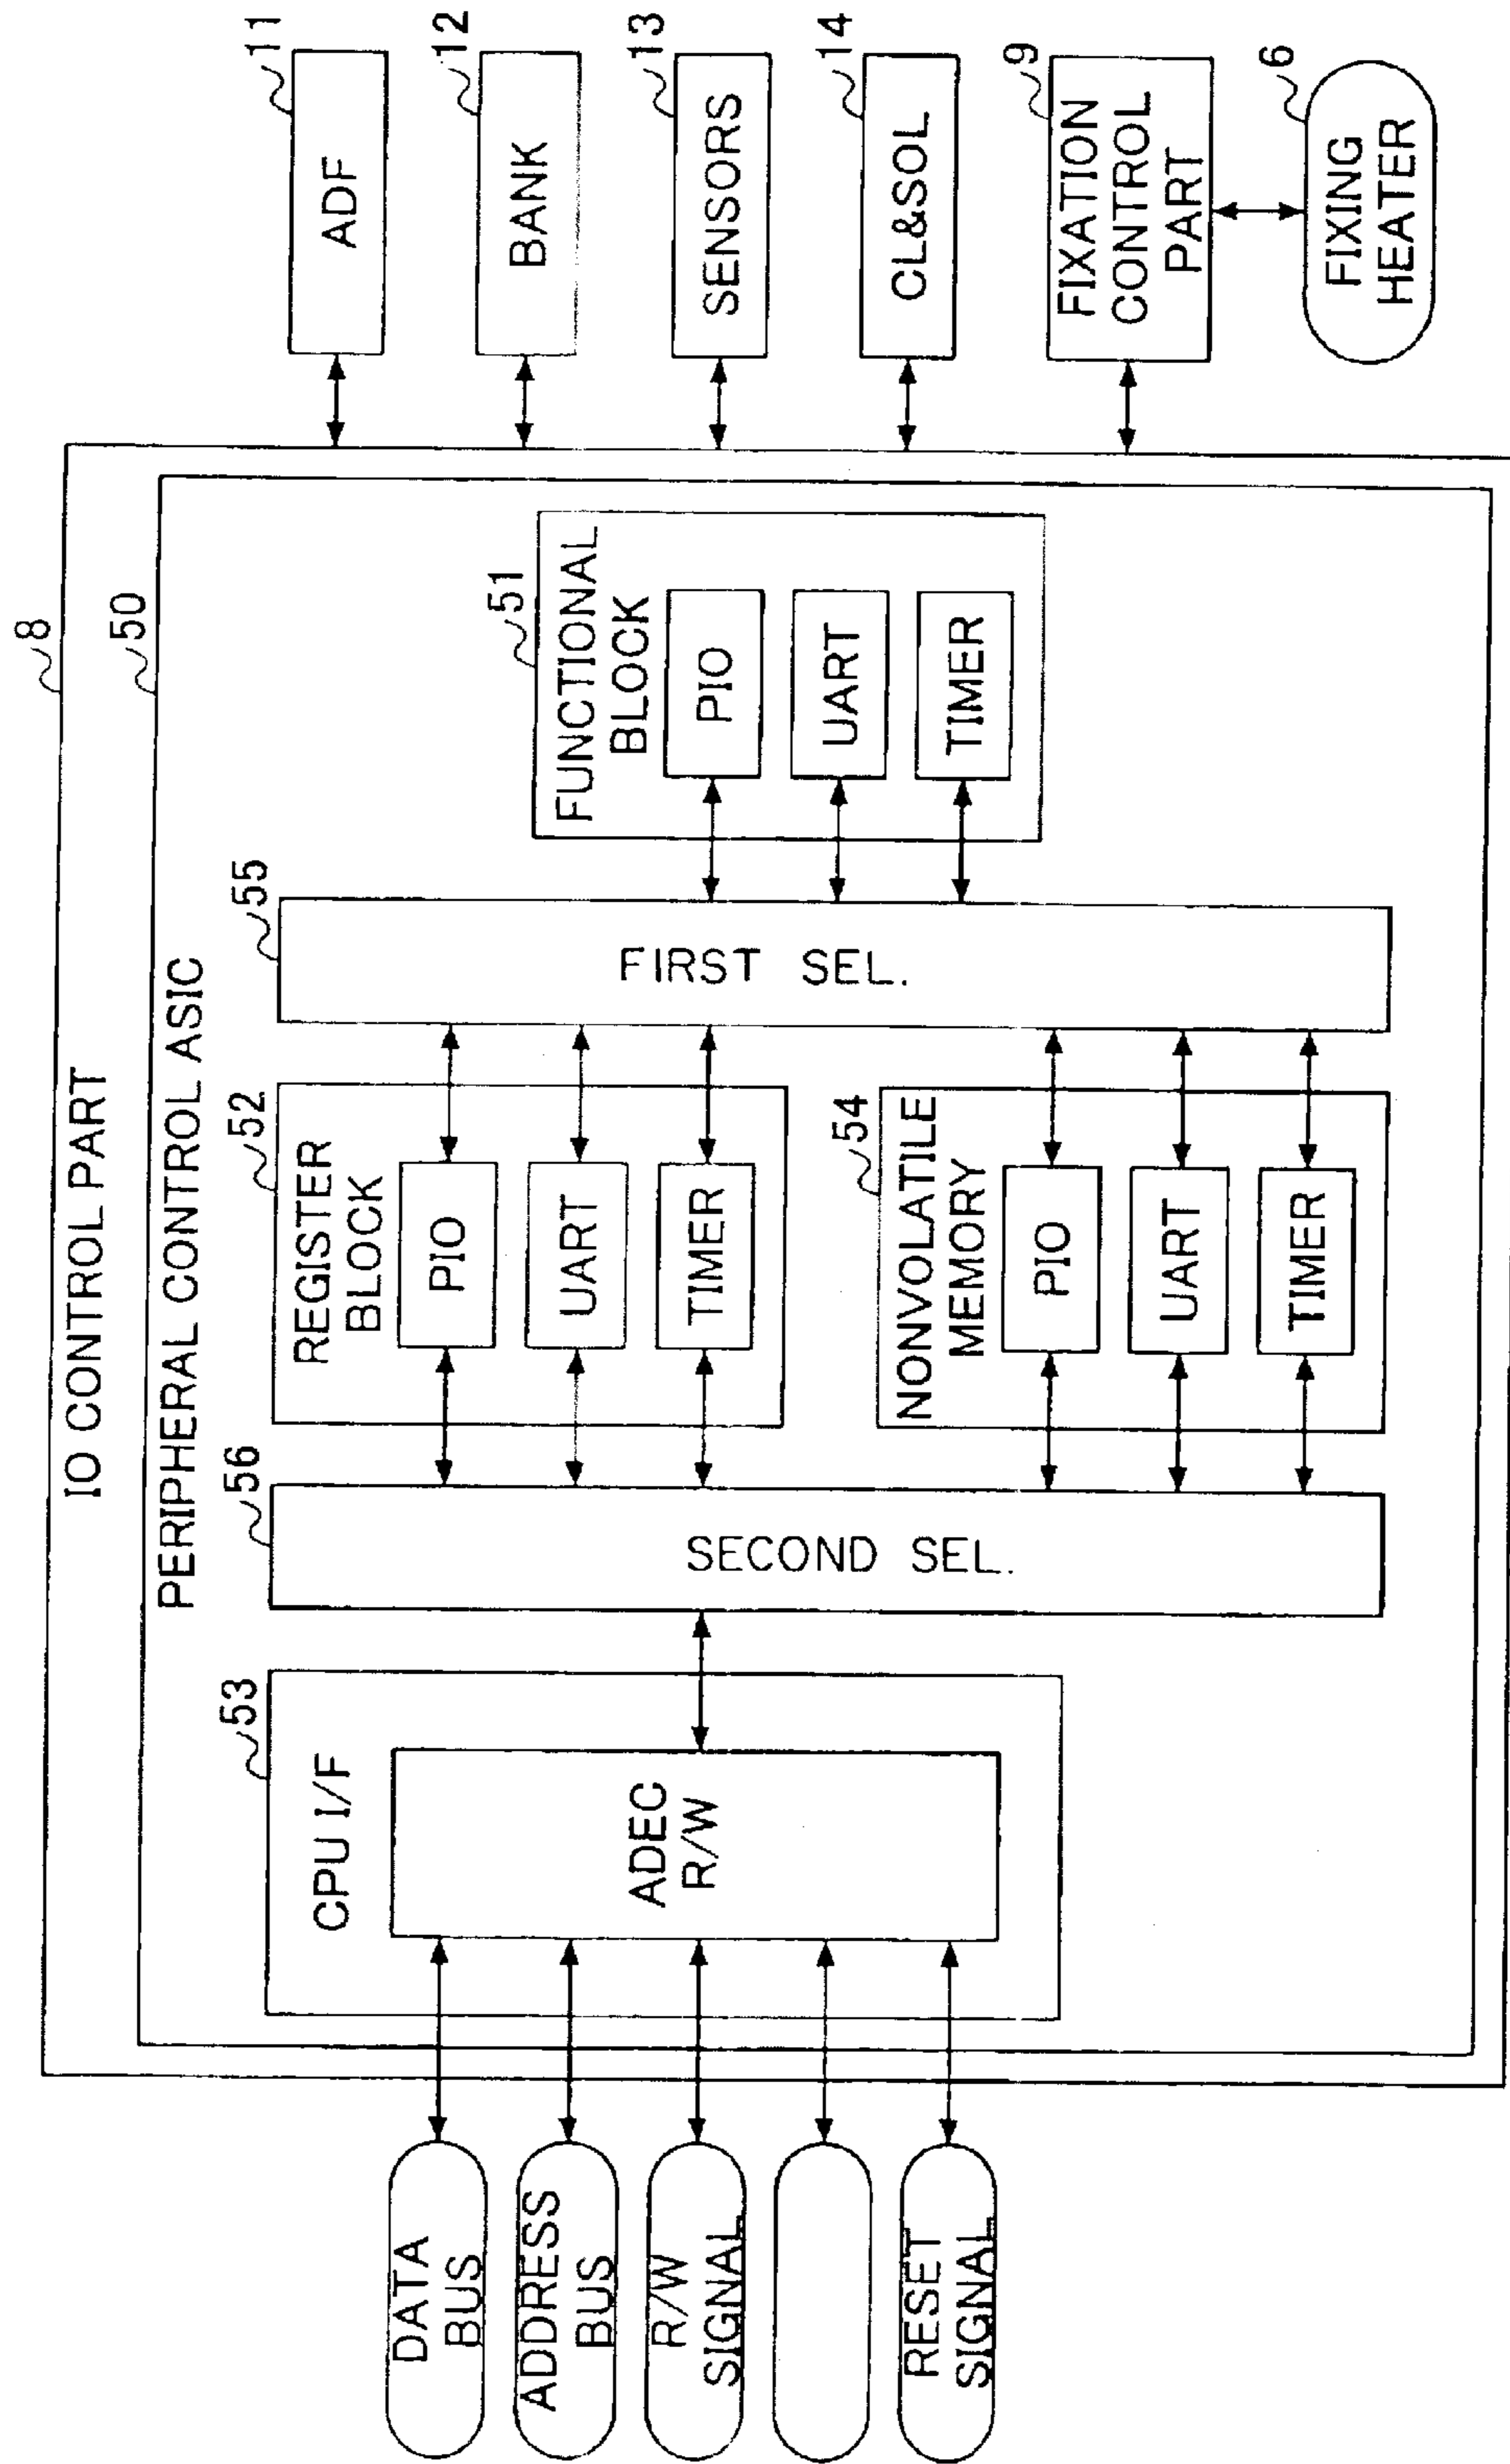 8
IO CONTROL PART
50
PERIPHERAL CONTROL ASIC
DATA
BUS
ADDRESS
BUS
R/W
SIGNAL
RESET
SIGNAL
53
CPU I/F
ADEC
R/W
56
SECOND SEL.
52
REGISTER
BLOCK
PIO
UART
TIMER
54
NONVOLATILE
MEMORY
PIO
UART
TIMER
55
FIRST SEL.
51
FUNCTIONAL
BLOCK
PIO
UART
TIMER
11
ADF
12
BANK
13
SENSORS
14
CL&SOL
9
FIXATION
CONTROL
PART
6
FIXING
HEATER